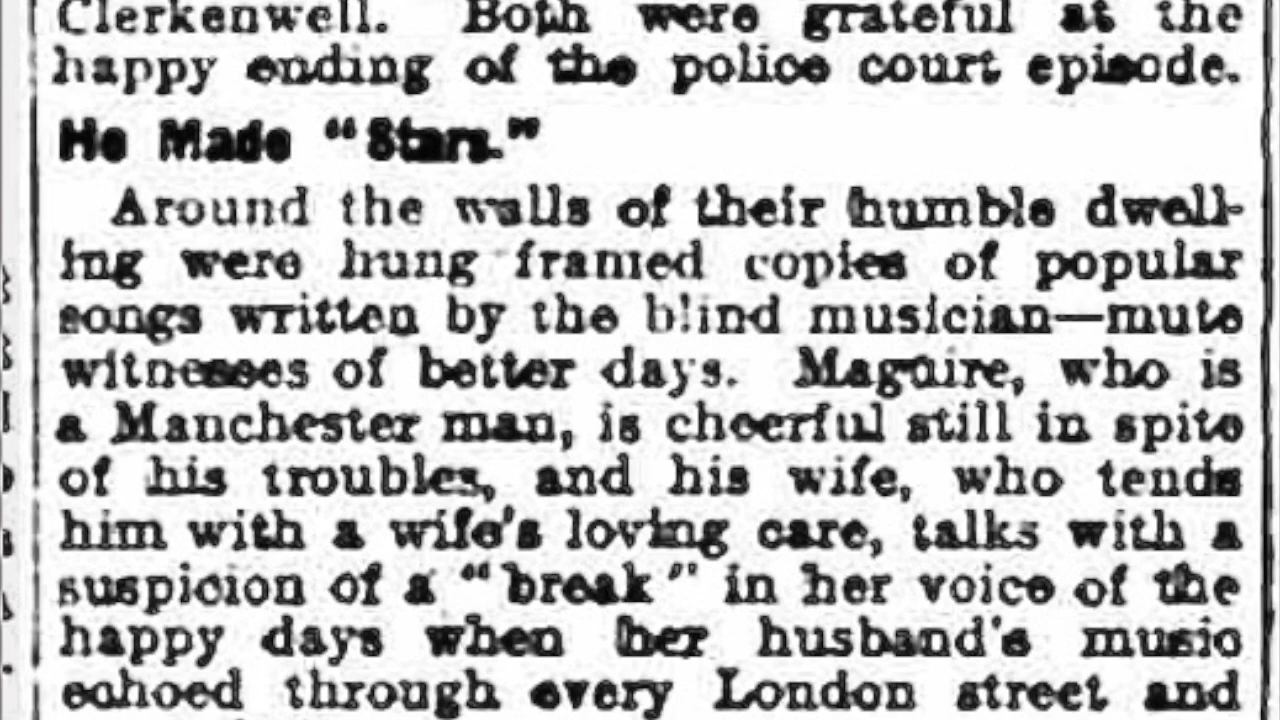 Clerkenwell. Both were grateful at the
happy ending of the police court episode.
He Made "Stars."
Around the walls of their humble dwell-
ing were hung framed copies of popular
songs written by the blind musician—mute
witnesses of better days. Maguire, who is
a Manchester man, is cheerful still in spite
of his troubles, and his wife, who tends
him with a wife's loving care, talks with a
suspicion of a "break" in her voice of the
happy days when her husband's music
echoed through every London street and